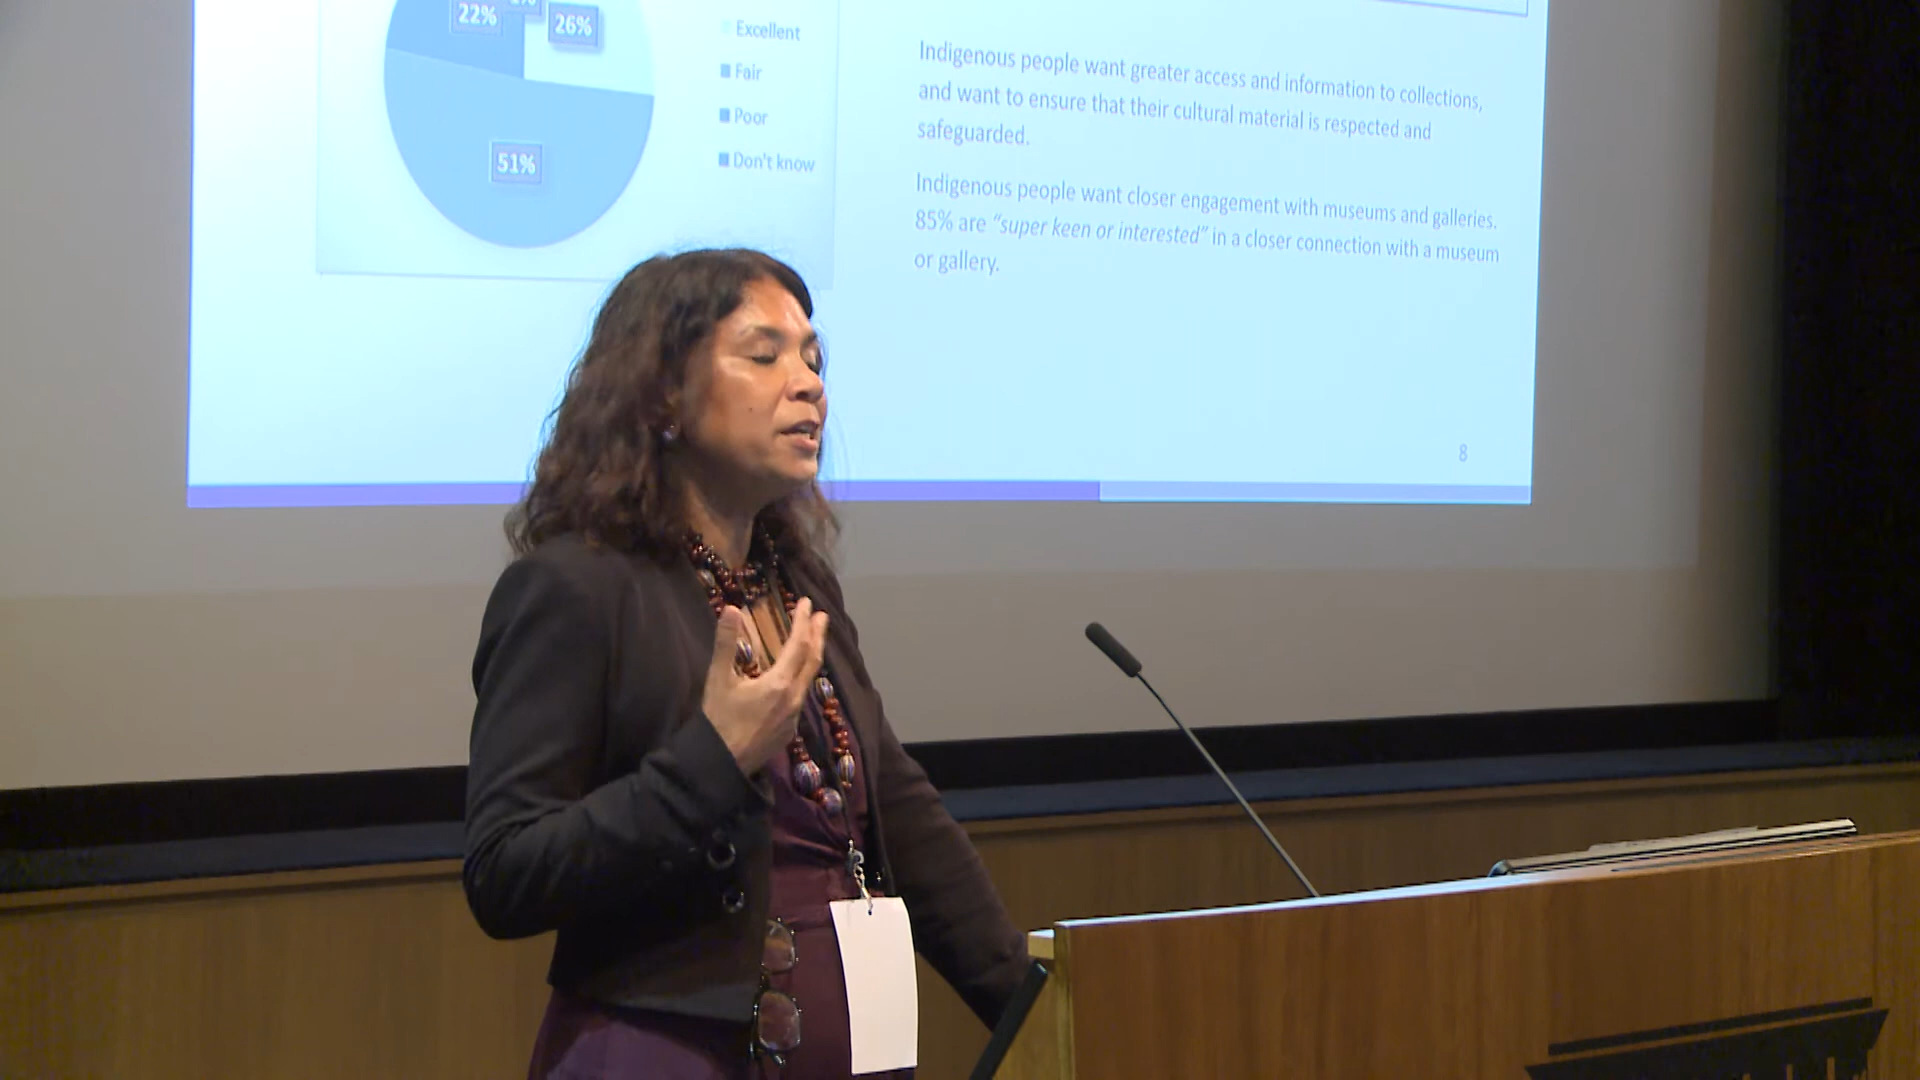 22%
26%
51%
Excellent
Fair
Poor
Don't know
Indigenous people want greater access and information to collections,
and want to ensure that their cultural material is respected and
safeguarded.
Indigenous people want closer engagement with museums and galleries.
85% are "super keen or interested" in a closer connection with a museum
or gallery.
8